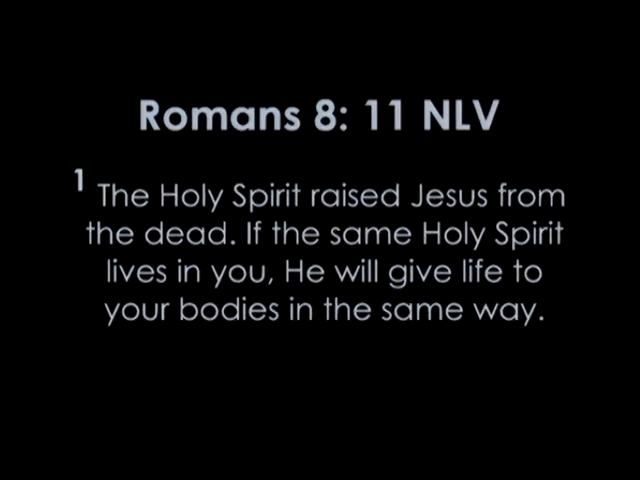 Romans 8: 11 NLV
1 The Holy Spirit raised Jesus from
the dead. If the same Holy Spirit
lives in you, He will give life to
your bodies in the same way.